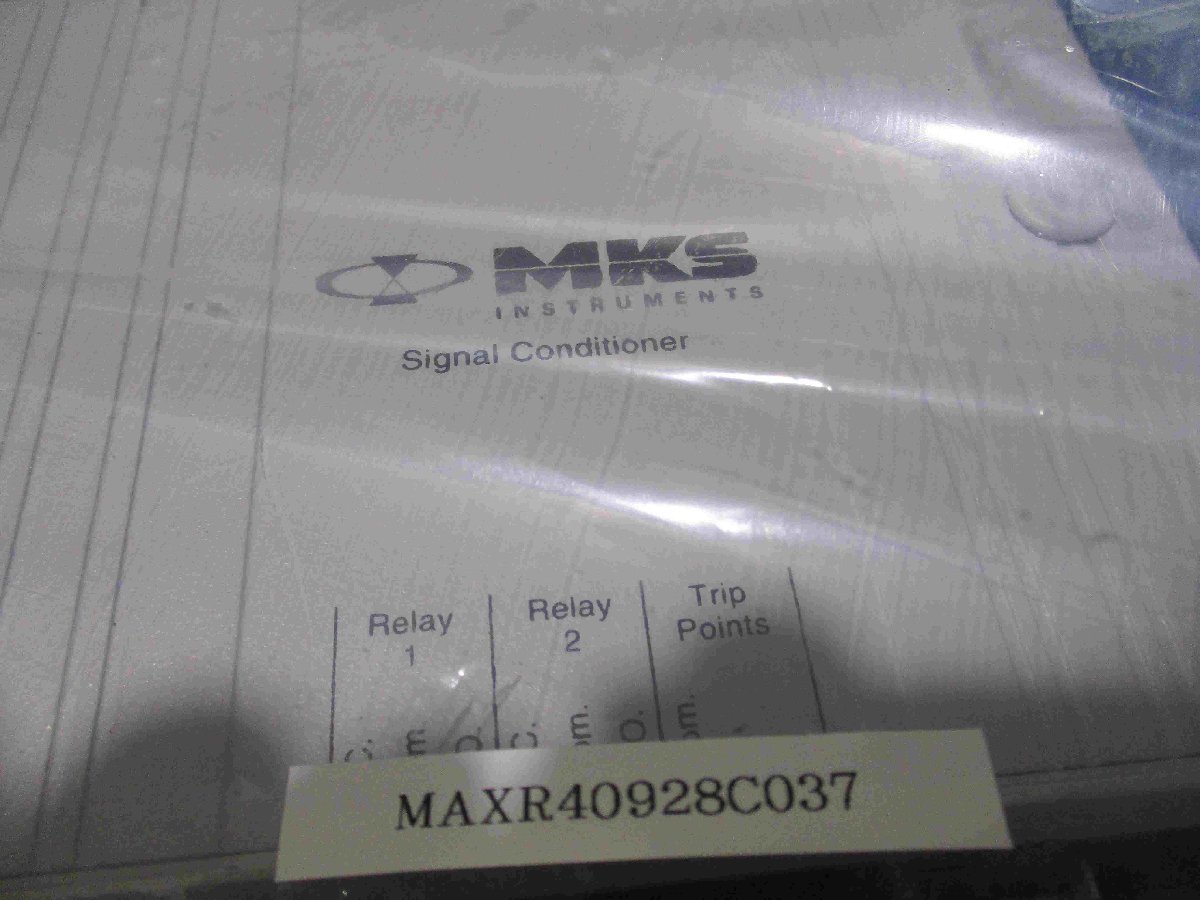 MKS
INSTRUMENTS
Signal Conditioner
Relay
1
Relay
2
Trip
Points
MAXR40928C037